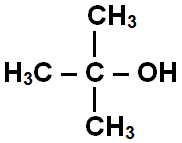 CH₃
H₃C – C – OH
CH₃